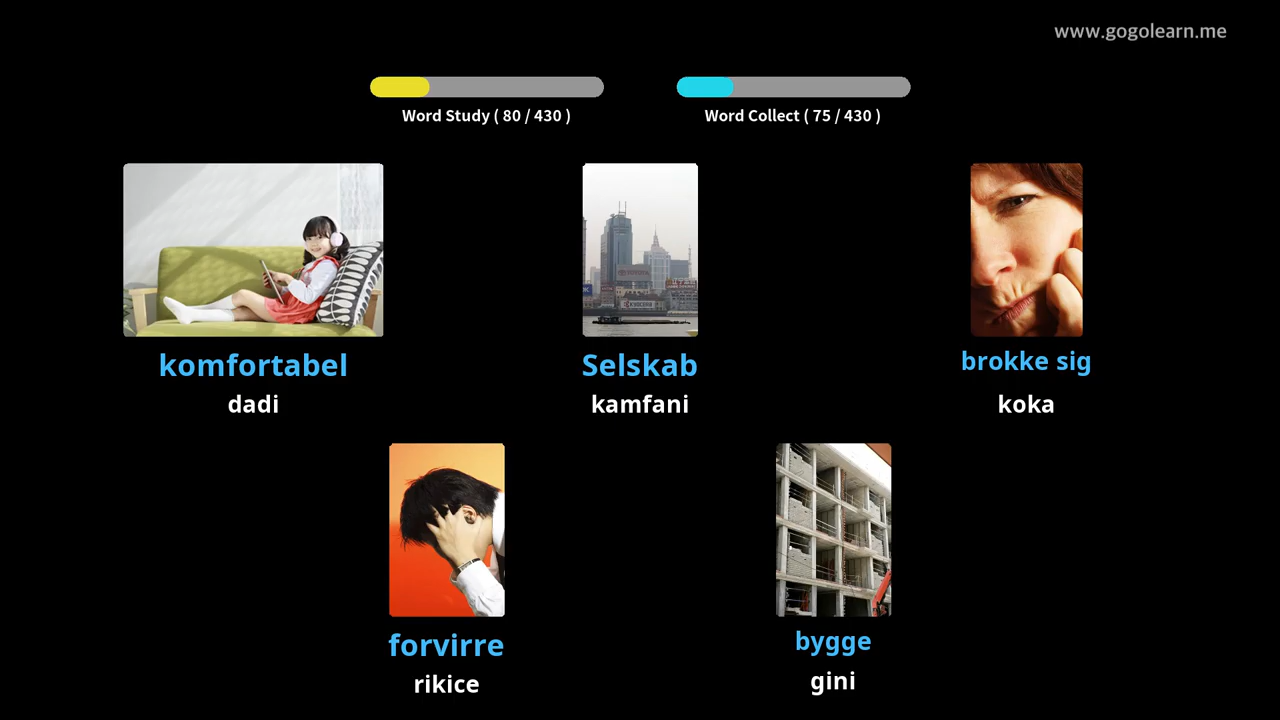 www.gogolearn.me
Word Study ( 80 / 430 )
Word Collect ( 75 / 430 )
komfortabel
dadi
Selskab
kamfani
brokke sig
koka
forvirre
rikice
bygge
gini